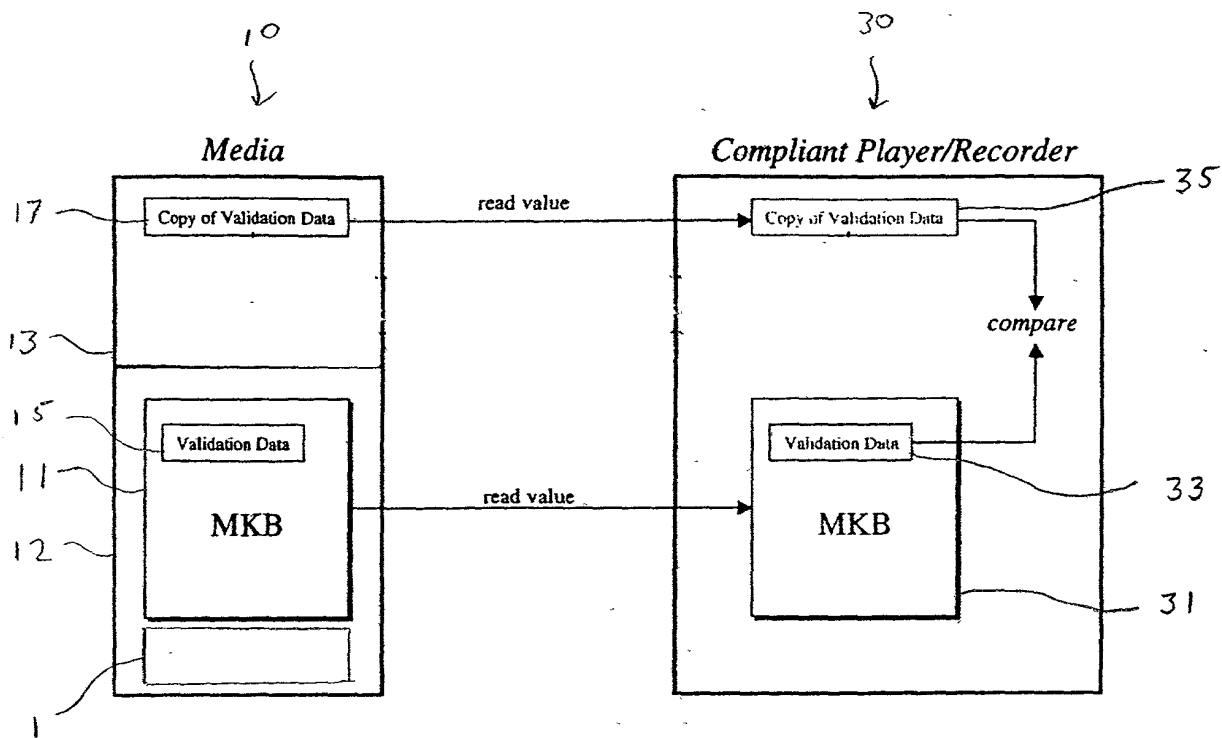 10
30
Media
Compliant Player/Recorder
17
Copy of Validation Data
read value
Copy of Validation Data
35
compare
13
15
Validation Data
Validation Data
11
MKB
read value
MKB
33
12
31
1